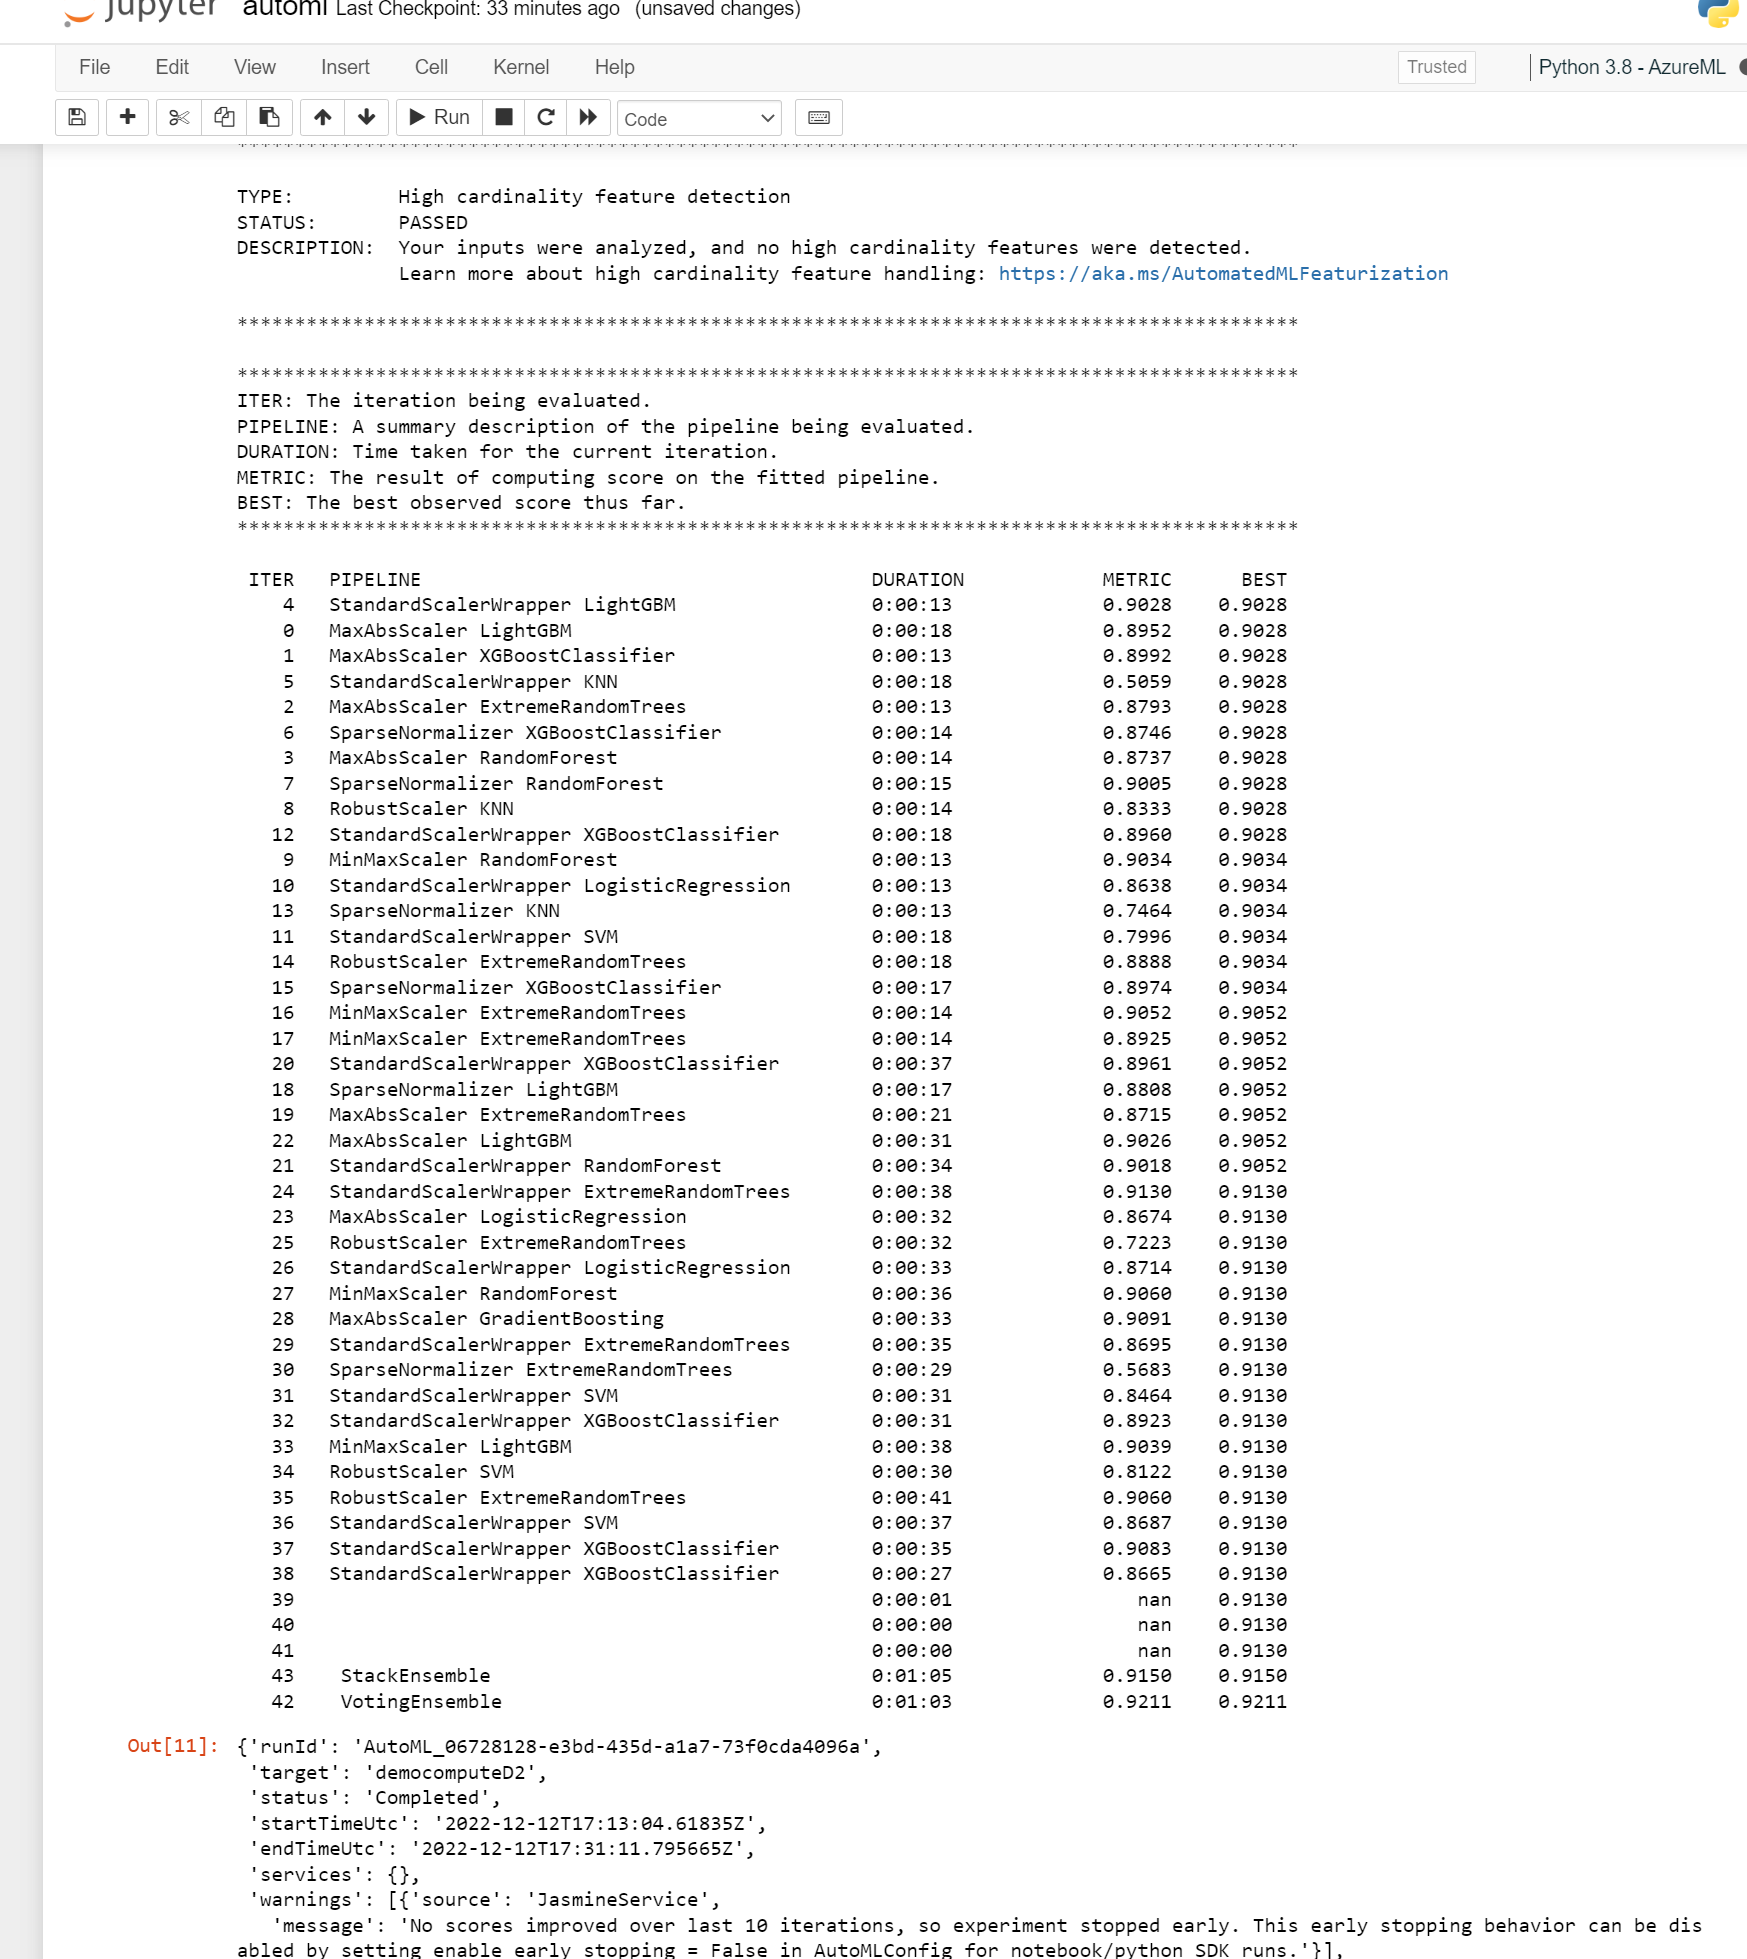 jupyter automl Last Checkpoint: 33 minutes ago (unsaved changes)
File Edit View Insert Cell Kernel Help Trusted Python 3.8 - AzureML
Run Code
********************************************************************************************
TYPE: High cardinality feature detection
STATUS: PASSED
DESCRIPTION: Your inputs were analyzed, and no high cardinality features were detected.
Learn more about high cardinality feature handling: https://aka.ms/AutomatedMLFeaturization
********************************************************************************************
********************************************************************************************
ITER: The iteration being evaluated.
PIPELINE: A summary description of the pipeline being evaluated.
DURATION: Time taken for the current iteration.
METRIC: The result of computing score on the fitted pipeline.
BEST: The best observed score thus far.
********************************************************************************************
ITER PIPELINE DURATION METRIC BEST
4 StandardScalerWrapper LightGBM 0:00:13 0.9028 0.9028
0 MaxAbsScaler LightGBM 0:00:18 0.8952 0.9028
1 MaxAbsScaler XGBoostClassifier 0:00:13 0.8992 0.9028
5 StandardScalerWrapper KNN 0:00:18 0.5059 0.9028
2 MaxAbsScaler ExtremeRandomTrees 0:00:13 0.8793 0.9028
6 SparseNormalizer XGBoostClassifier 0:00:14 0.8746 0.9028
3 MaxAbsScaler RandomForest 0:00:14 0.8737 0.9028
7 SparseNormalizer RandomForest 0:00:15 0.9005 0.9028
8 RobustScaler KNN 0:00:14 0.8333 0.9028
12 StandardScalerWrapper XGBoostClassifier 0:00:18 0.8960 0.9028
9 MinMaxScaler RandomForest 0:00:13 0.9034 0.9034
10 StandardScalerWrapper LogisticRegression 0:00:13 0.8638 0.9034
13 SparseNormalizer KNN 0:00:13 0.7464 0.9034
11 StandardScalerWrapper SVM 0:00:18 0.7996 0.9034
14 RobustScaler ExtremeRandomTrees 0:00:18 0.8888 0.9034
15 SparseNormalizer XGBoostClassifier 0:00:17 0.8974 0.9034
16 MinMaxScaler ExtremeRandomTrees 0:00:14 0.9052 0.9052
17 MinMaxScaler ExtremeRandomTrees 0:00:14 0.8925 0.9052
20 StandardScalerWrapper XGBoostClassifier 0:00:37 0.8961 0.9052
18 SparseNormalizer LightGBM 0:00:17 0.8808 0.9052
19 MaxAbsScaler ExtremeRandomTrees 0:00:21 0.8715 0.9052
22 MaxAbsScaler LightGBM 0:00:31 0.9026 0.9052
21 StandardScalerWrapper RandomForest 0:00:34 0.9018 0.9052
24 StandardScalerWrapper ExtremeRandomTrees 0:00:38 0.9130 0.9130
23 MaxAbsScaler LogisticRegression 0:00:32 0.8674 0.9130
25 RobustScaler ExtremeRandomTrees 0:00:32 0.7223 0.9130
26 StandardScalerWrapper LogisticRegression 0:00:33 0.8714 0.9130
27 MinMaxScaler RandomForest 0:00:36 0.9060 0.9130
28 MaxAbsScaler GradientBoosting 0:00:33 0.9091 0.9130
29 StandardScalerWrapper ExtremeRandomTrees 0:00:35 0.8695 0.9130
30 SparseNormalizer ExtremeRandomTrees 0:00:29 0.5683 0.9130
31 StandardScalerWrapper SVM 0:00:31 0.8464 0.9130
32 StandardScalerWrapper XGBoostClassifier 0:00:31 0.8923 0.9130
33 MinMaxScaler LightGBM 0:00:38 0.9039 0.9130
34 RobustScaler SVM 0:00:30 0.8122 0.9130
35 RobustScaler ExtremeRandomTrees 0:00:41 0.9060 0.9130
36 StandardScalerWrapper SVM 0:00:37 0.8687 0.9130
37 StandardScalerWrapper XGBoostClassifier 0:00:35 0.9083 0.9130
38 StandardScalerWrapper XGBoostClassifier 0:00:27 0.8665 0.9130
39 0:00:01 nan 0.9130
40 0:00:00 nan 0.9130
41 0:00:00 nan 0.9130
43 StackEnsemble 0:01:05 0.9150 0.9150
42 VotingEnsemble 0:01:03 0.9211 0.9211
Out[11]: {'runId': 'AutoML_06728128-e3bd-435d-a1a7-73f0cda4096a',
'target': 'democomputeD2',
'status': 'Completed',
'startTimeUtc': '2022-12-12T17:13:04.61835Z',
'endTimeUtc': '2022-12-12T17:31:11.795665Z',
'services': {},
'warnings': [{'source': 'JasmineService',
'message': 'No scores improved over last 10 iterations, so experiment stopped early. This early stopping behavior can be dis
abled by setting enable_early_stopping = False in AutoMLConfig for notebook/python SDK runs.'}],